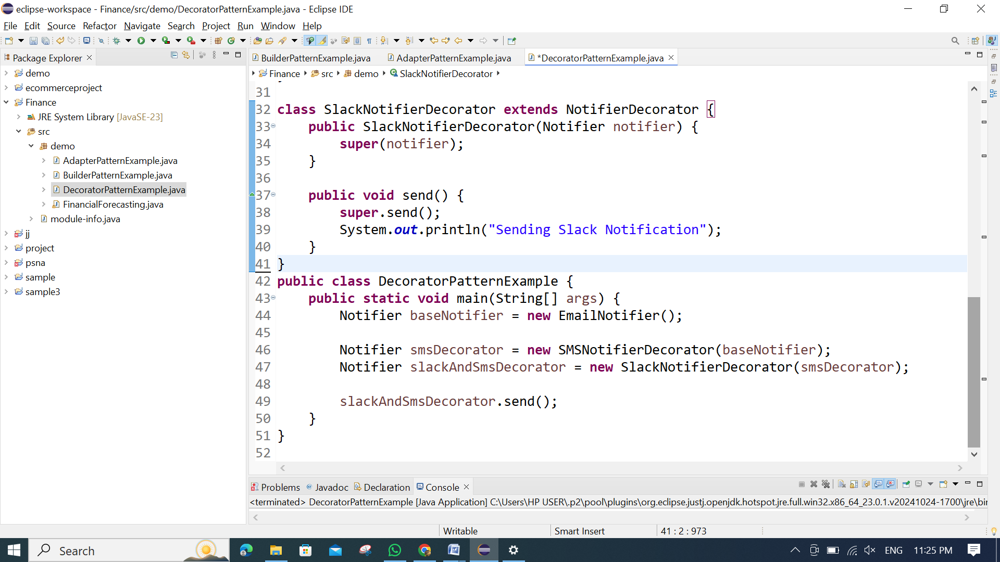 eclipse-workspace - Finance/src/demo/DecoratorPatternExample.java - Eclipse IDE
File Edit Source Refactor Navigate Search Project Run Window Help
Package Explorer
demo
ecommerceproject
Finance
JRE System Library [JavaSE-23]
src
demo
AdapterPatternExample.java
BuilderPatternExample.java
DecoratorPatternExample.java
FinancialForecasting.java
module-info.java
jj
project
psna
sample
sample3
BuilderPatternExample.java AdapterPatternExample.java *DecoratorPatternExample.java
Finance src demo SlackNotifierDecorator
31
32 class SlackNotifierDecorator extends NotifierDecorator {
33 public SlackNotifierDecorator(Notifier notifier) {
34 super(notifier);
35 }
36
37 public void send() {
38 super.send();
39 System.out.println("Sending Slack Notification");
40 }
41 }
42 public class DecoratorPatternExample {
43 public static void main(String[] args) {
44 Notifier baseNotifier = new EmailNotifier();
45
46 Notifier smsDecorator = new SMSNotifierDecorator(baseNotifier);
47 Notifier slackAndSmsDecorator = new SlackNotifierDecorator(smsDecorator);
48
49 slackAndSmsDecorator.send();
50 }
51 }
52
Problems Javadoc Declaration Console
<terminated> DecoratorPatternExample [Java Application] C:\Users\HP USER\.p2\pool\plugins\org.eclipse.justj.openjdk.hotspot.jre.full.win32.x86_64_23.0.1.v20241024-1700\jre\bin
Writable Smart Insert 41 : 2 : 973
Search ENG 11:25 PM